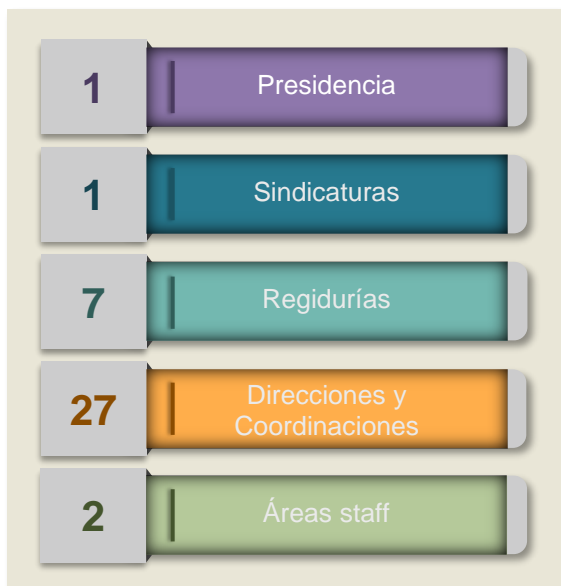 1
Presidencia
1
Sindicaturas
7
Regidurías
27
Direcciones y
Coordinaciones
2
Áreas staff